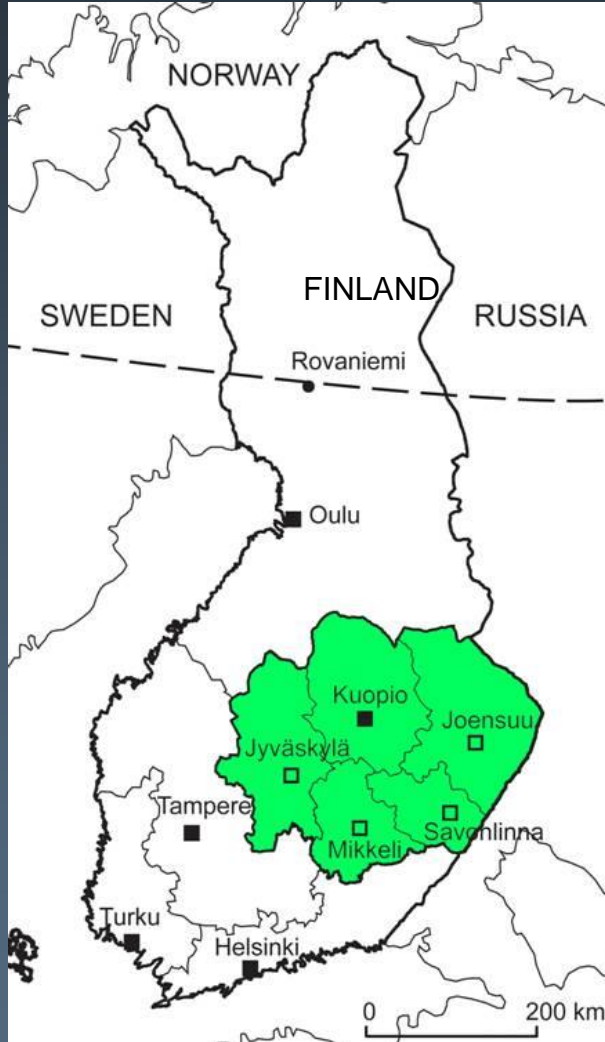 NORWAY
FINLAND
SWEDEN
RUSSIA
Rovaniemi
Oulu
Kuopio
Joensuu
Jyväskylä
Tampere
Savonlinna
Mikkeli
Turku
Helsinki
0 200 km